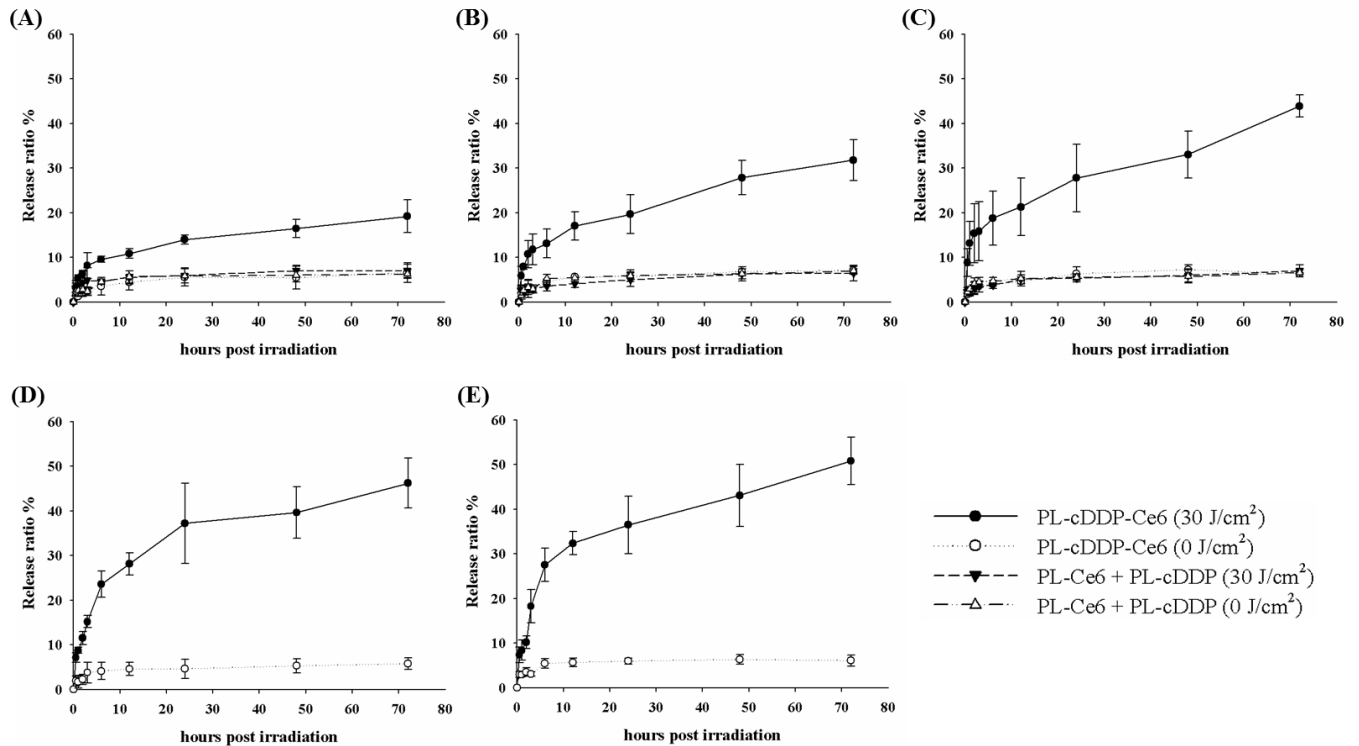 (A)
60
50
40
30
20
10
0
Release ratio %
0 10 20 30 40 50 60 70 80
hours post irradiation
(B)
60
50
40
30
20
10
0
Release ratio %
0 10 20 30 40 50 60 70 80
hours post irradiation
(C)
60
50
40
30
20
10
0
Release ratio %
0 10 20 30 40 50 60 70 80
hours post irradiation
(D)
60
50
40
30
20
10
0
Release ratio %
0 10 20 30 40 50 60 70 80
hours post irradiation
(E)
60
50
40
30
20
10
0
Release ratio %
0 10 20 30 40 50 60 70 80
hours post irradiation
PL-cDDP-Ce6 (30 J/cm²)
PL-cDDP-Ce6 (0 J/cm²)
PL-Ce6 + PL-cDDP (30 J/cm²)
PL-Ce6 + PL-cDDP (0 J/cm²)